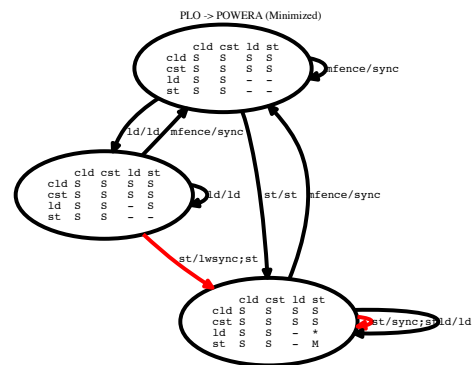 PLO -> POWERA (Minimized)
cld cst ld st
cld S S S S
cst S S S S
ld S S - -
st S S - -
mfence/sync
ld/ld
mfence/sync
cld cst ld st
cld S S S S
cst S S S S
ld S S - S
st S S - -
ld/ld
st/st
mfence/sync
st/lwsync;st
cld cst ld st
cld S S S S
cst S S S S
ld S S - *
st S S - M
st/sync;st
ld/ld